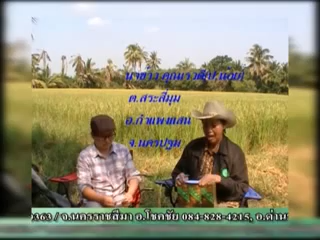 ต.สระสี่มุม
อ.กำแพงแสน
จ.นครปฐม
0363 / จ.นครราชสีมา อ.โชคชัย 084-828-4215, อ.ด่าน